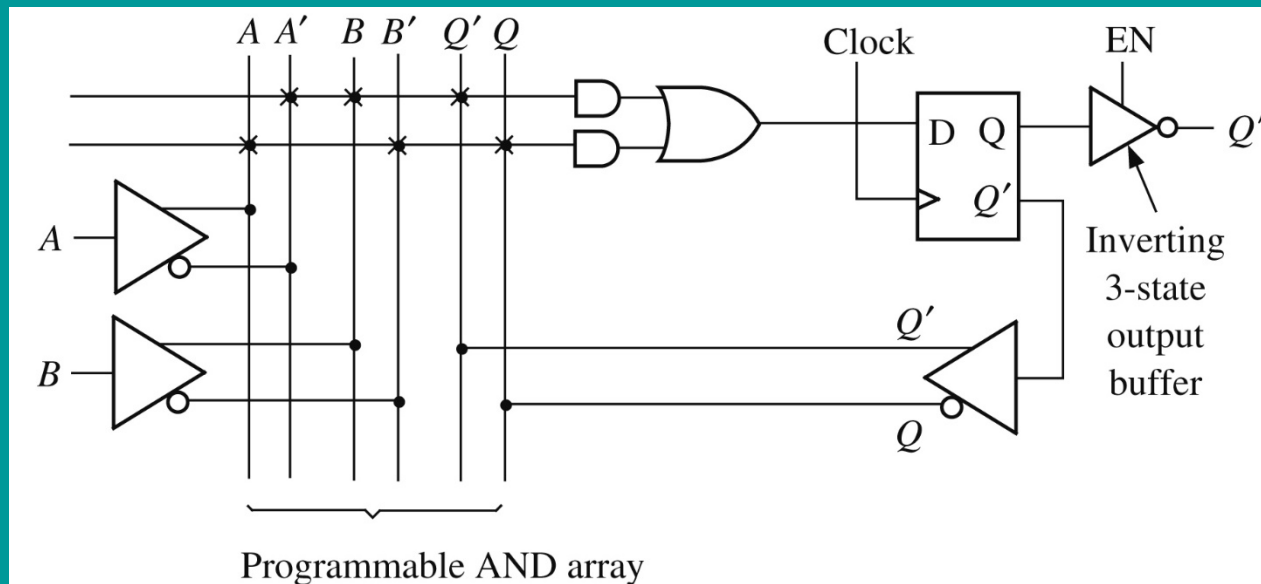 A A′ B B′ Q′ Q
Clock
EN
D Q
Q′
Q′
A
Inverting
3-state
output
buffer
Q′
B
Q
Programmable AND array